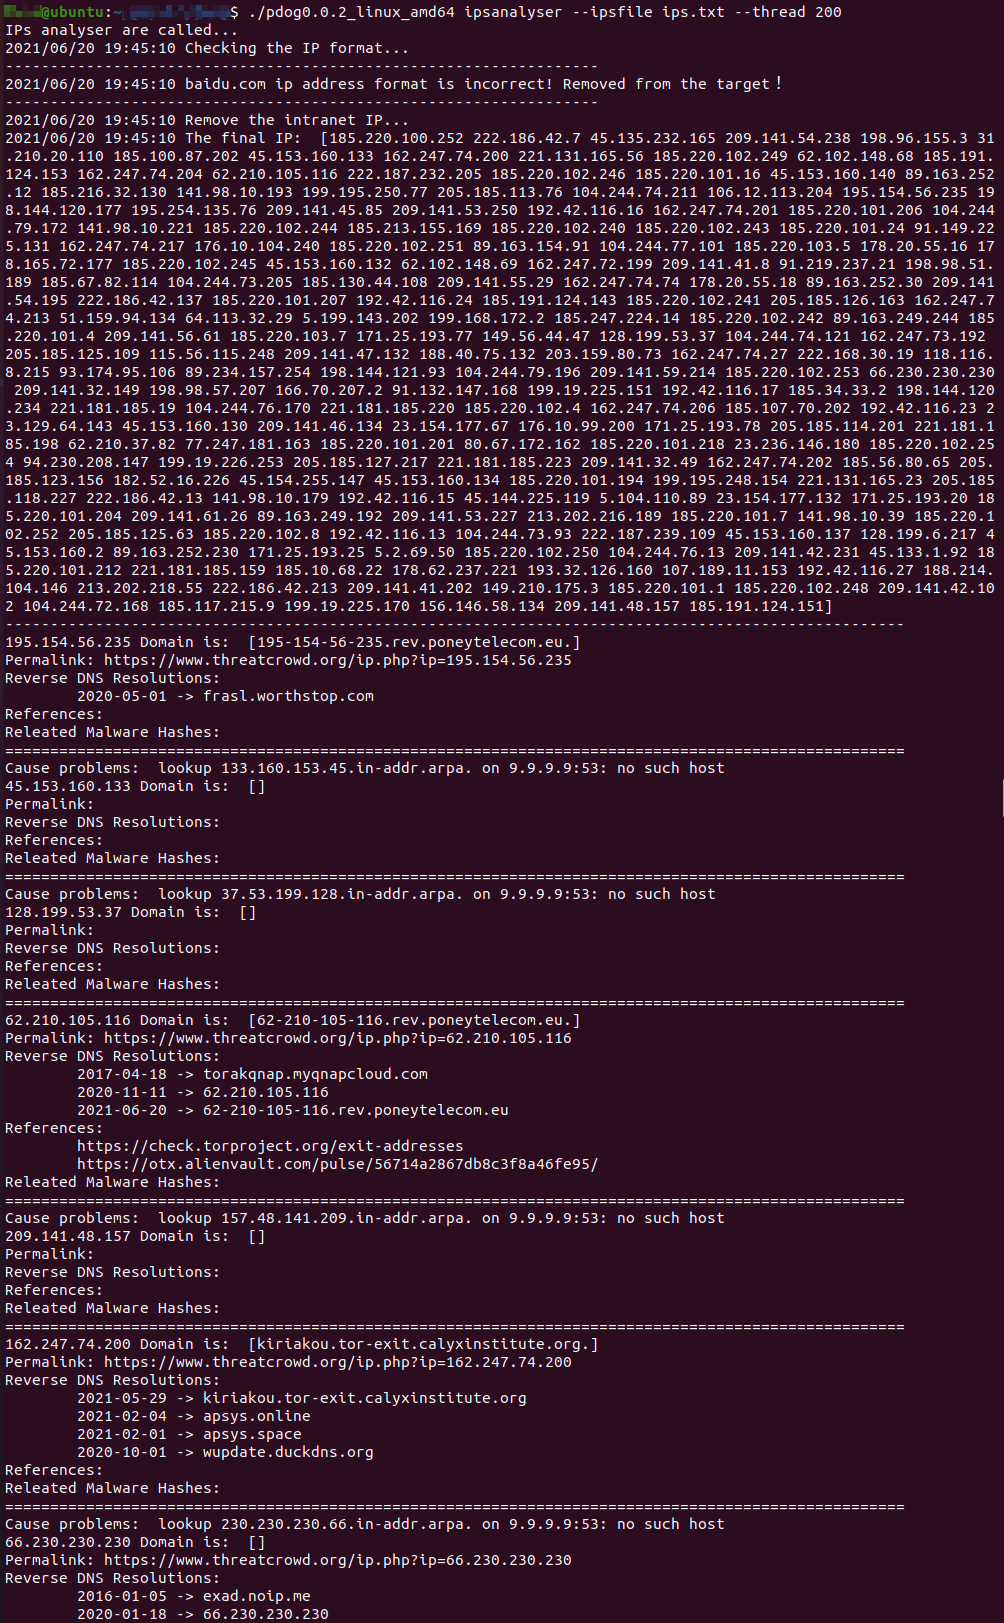 @ubuntu:~ $ ./pdog0.0.2_linux_amd64 ipsanalyser --ipsfile ips.txt --thread 200
IPs analyser are called...
2021/06/20 19:45:10 Checking the IP format...
------------------------------------------------------------------
2021/06/20 19:45:10 baidu.com ip address format is incorrect! Removed from the target！
------------------------------------------------------------------
2021/06/20 19:45:10 Remove the intranet IP...
2021/06/20 19:45:10 The final IP:  [185.220.100.252 222.186.42.7 45.135.232.165 209.141.54.238 198.96.155.3 31
.210.20.110 185.100.87.202 45.153.160.133 162.247.74.200 221.131.165.56 185.220.102.249 62.102.148.68 185.191.
124.153 162.247.74.204 62.210.105.116 222.187.232.205 185.220.102.246 185.220.101.16 45.153.160.140 89.163.252
.12 185.216.32.130 141.98.10.193 199.195.250.77 205.185.113.76 104.244.74.211 106.12.113.204 195.154.56.235 19
8.144.120.177 195.254.135.76 209.141.45.85 209.141.53.250 192.42.116.16 162.247.74.201 185.220.101.206 104.244
.79.172 141.98.10.221 185.220.102.244 185.213.155.169 185.220.102.240 185.220.102.243 185.220.101.24 91.149.22
5.131 162.247.74.217 176.10.104.240 185.220.102.251 89.163.154.91 104.244.77.101 185.220.103.5 178.20.55.16 17
8.165.72.177 185.220.102.245 45.153.160.132 62.102.148.69 162.247.72.199 209.141.41.8 91.219.237.21 198.98.51.
189 185.67.82.114 104.244.73.205 185.130.44.108 209.141.55.29 162.247.74.74 178.20.55.18 89.163.252.30 209.141
.54.195 222.186.42.137 185.220.101.207 192.42.116.24 185.191.124.143 185.220.102.241 205.185.126.163 162.247.7
4.213 51.159.94.134 64.113.32.29 5.199.143.202 199.168.172.2 185.247.224.14 185.220.102.242 89.163.249.244 185
.220.101.4 209.141.56.61 185.220.103.7 171.25.193.77 149.56.44.47 128.199.53.37 104.244.74.121 162.247.73.192
205.185.125.109 115.56.115.248 209.141.47.132 188.40.75.132 203.159.80.73 162.247.74.27 222.168.30.19 118.116.
8.215 93.174.95.106 89.234.157.254 198.144.121.93 104.244.79.196 209.141.59.214 185.220.102.253 66.230.230.230
 209.141.32.149 198.98.57.207 166.70.207.2 91.132.147.168 199.19.225.151 192.42.116.17 185.34.33.2 198.144.120
.234 221.181.185.19 104.244.76.170 221.181.185.220 185.220.102.4 162.247.74.206 185.107.70.202 192.42.116.23 2
3.129.64.143 45.153.160.130 209.141.46.134 23.154.177.67 176.10.99.200 171.25.193.78 205.185.114.201 221.181.1
85.198 62.210.37.82 77.247.181.163 185.220.101.201 80.67.172.162 185.220.101.218 23.236.146.180 185.220.102.25
4 94.230.208.147 199.19.226.253 205.185.127.217 221.181.185.223 209.141.32.49 162.247.74.202 185.56.80.65 205.
185.123.156 182.52.16.226 45.154.255.147 45.153.160.134 185.220.101.194 199.195.248.154 221.131.165.23 205.185
.118.227 222.186.42.13 141.98.10.179 192.42.116.15 45.144.225.119 5.104.110.89 23.154.177.132 171.25.193.20 18
5.220.101.204 209.141.61.26 89.163.249.192 209.141.53.227 213.202.216.189 185.220.101.7 141.98.10.39 185.220.1
02.252 205.185.125.63 185.220.102.8 192.42.116.13 104.244.73.93 222.187.239.109 45.153.160.137 128.199.6.217 4
5.153.160.2 89.163.252.230 171.25.193.25 5.2.69.50 185.220.102.250 104.244.76.13 209.141.42.231 45.133.1.92 18
5.220.101.212 221.181.185.159 185.10.68.22 178.62.237.221 193.32.126.160 107.189.11.153 192.42.116.27 188.214.
104.146 213.202.218.55 222.186.42.213 209.141.41.202 149.210.175.3 185.220.101.1 185.220.102.248 209.141.42.10
2 104.244.72.168 185.117.215.9 199.19.225.170 156.146.58.134 209.141.48.157 185.191.124.151]
----------------------------------------------------------------------------------------------------
195.154.56.235 Domain is:  [195-154-56-235.rev.poneytelecom.eu.]
Permalink: https://www.threatcrowd.org/ip.php?ip=195.154.56.235
Reverse DNS Resolutions:
        2020-05-01 -> frasl.worthstop.com
References:
Releated Malware Hashes:
====================================================================================================
Cause problems:  lookup 133.160.153.45.in-addr.arpa. on 9.9.9.9:53: no such host
45.153.160.133 Domain is:  []
Permalink:
Reverse DNS Resolutions:
References:
Releated Malware Hashes:
====================================================================================================
Cause problems:  lookup 37.53.199.128.in-addr.arpa. on 9.9.9.9:53: no such host
128.199.53.37 Domain is:  []
Permalink:
Reverse DNS Resolutions:
References:
Releated Malware Hashes:
====================================================================================================
62.210.105.116 Domain is:  [62-210-105-116.rev.poneytelecom.eu.]
Permalink: https://www.threatcrowd.org/ip.php?ip=62.210.105.116
Reverse DNS Resolutions:
        2017-04-18 -> torakqnap.myqnapcloud.com
        2020-11-11 -> 62.210.105.116
        2021-06-20 -> 62-210-105-116.rev.poneytelecom.eu
References:
        https://check.torproject.org/exit-addresses
        https://otx.alienvault.com/pulse/56714a2867db8c3f8a46fe95/
Releated Malware Hashes:
====================================================================================================
Cause problems:  lookup 157.48.141.209.in-addr.arpa. on 9.9.9.9:53: no such host
209.141.48.157 Domain is:  []
Permalink:
Reverse DNS Resolutions:
References:
Releated Malware Hashes:
====================================================================================================
162.247.74.200 Domain is:  [kiriakou.tor-exit.calyxinstitute.org.]
Permalink: https://www.threatcrowd.org/ip.php?ip=162.247.74.200
Reverse DNS Resolutions:
        2021-05-29 -> kiriakou.tor-exit.calyxinstitute.org
        2021-02-04 -> apsys.online
        2021-02-01 -> apsys.space
        2020-10-01 -> wupdate.duckdns.org
References:
Releated Malware Hashes:
====================================================================================================
Cause problems:  lookup 230.230.230.66.in-addr.arpa. on 9.9.9.9:53: no such host
66.230.230.230 Domain is:  []
Permalink: https://www.threatcrowd.org/ip.php?ip=66.230.230.230
Reverse DNS Resolutions:
        2016-01-05 -> exad.noip.me
        2020-01-18 -> 66.230.230.230